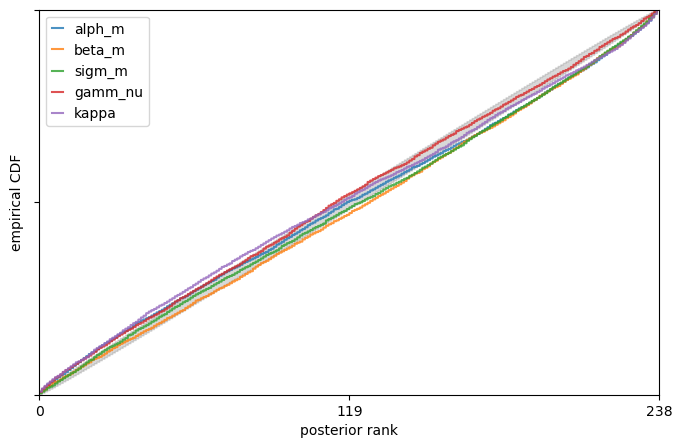 alph_m
beta_m
sigm_m
gamm_nu
kappa
empirical CDF
0
119
238
posterior rank